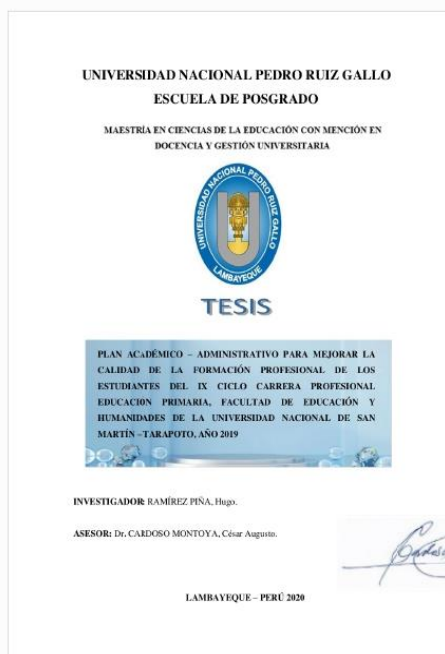 UNIVERSIDAD NACIONAL PEDRO RUIZ GALLO
ESCUELA DE POSGRADO
MAESTRÍA EN CIENCIAS DE LA EDUCACIÓN CON MENCIÓN EN
DOCENCIA Y GESTIÓN UNIVERSITARIA
UNIVERSIDAD NACIONAL PEDRO RUIZ GALLO
LAMBAYEQUE
TESIS
PLAN ACADÉMICO – ADMINISTRATIVO PARA MEJORAR LA
CALIDAD DE LA FORMACIÓN PROFESIONAL DE LOS
ESTUDIANTES DEL IX CICLO CARRERA PROFESIONAL
EDUCACION PRIMARIA, FACULTAD DE EDUCACIÓN Y
HUMANIDADES DE LA UNIVERSIDAD NACIONAL DE SAN
MARTÍN – TARAPOTO, AÑO 2019
INVESTIGADOR: RAMÍREZ PIÑA, Hugo.
ASESOR: Dr. CARDOSO MONTOYA, César Augusto.
LAMBAYEQUE – PERÚ 2020